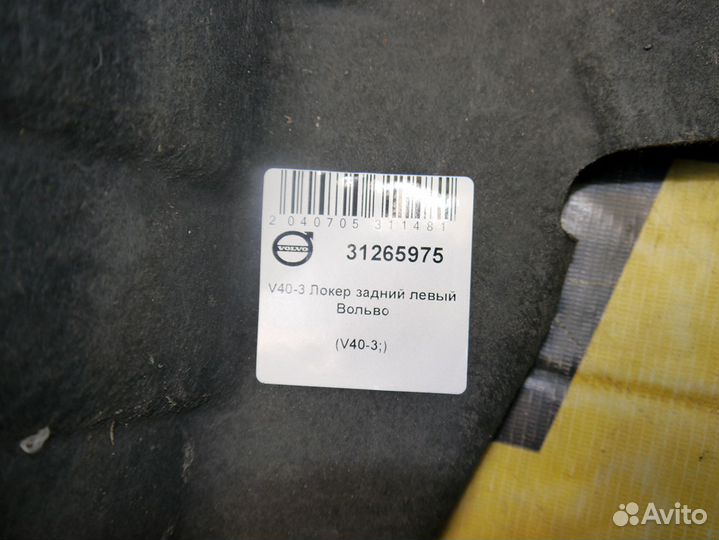 2 040705 311481
VOLVO
31265975
V40-3 Локер задний левый
Вольво
(V40-3;)
Avito